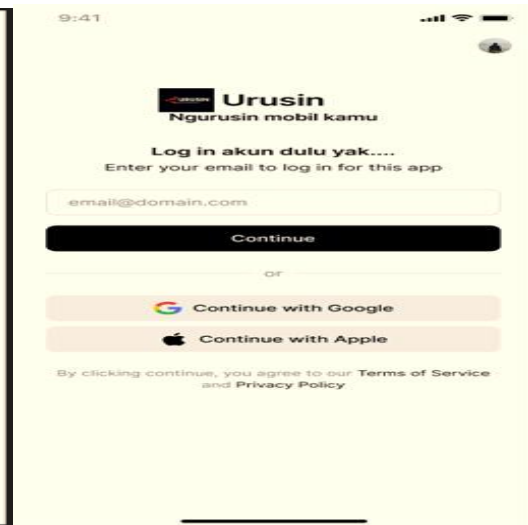 9:41
URUSIN
Urusin
Ngurusin mobil kamu
Log in akun dulu yak....
Enter your email to log in for this app
email@domain.com
Continue
or
Continue with Google
Continue with Apple
By clicking continue, you agree to our Terms of Service
and Privacy Policy